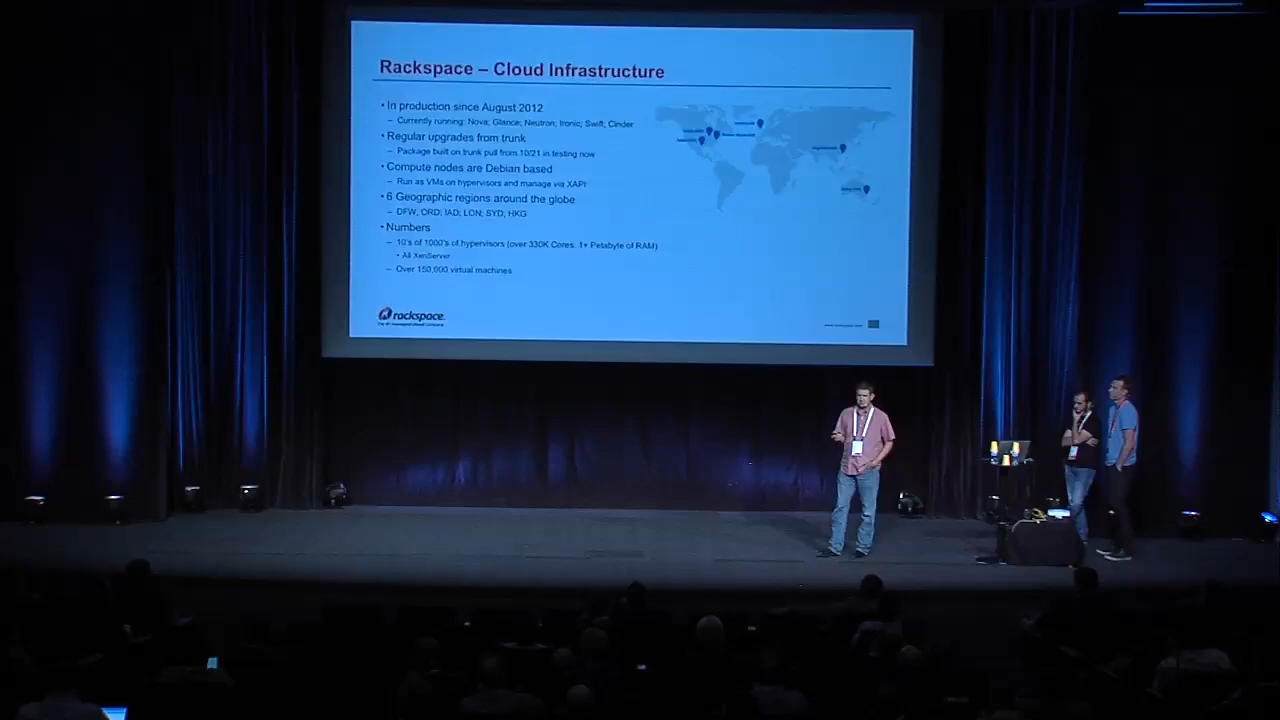 Rackspace – Cloud Infrastructure
• In production since August 2012
– Currently running: Nova; Glance; Neutron; Ironic; Swift; Cinder
• Regular upgrades from trunk
– Package built on trunk pull from 10/21 in testing now
• Compute nodes are Debian based
– Run as VMs on hypervisors and manage via XAPI
• 6 Geographic regions around the globe
– DFW; ORD; IAD; LON; SYD; HKG
• Numbers
– 10's of 1000's of hypervisors (over 330K Cores, 1+ Petabyte of RAM)
• All XenServer
– Over 150,000 virtual machines
rackspace.